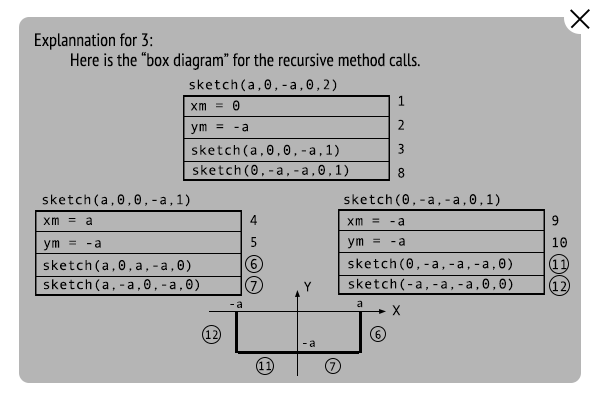 Explannation for 3:
Here is the “box diagram” for the recursive method calls.
sketch(a,0,-a,0,2)
xm = 0 1
ym = -a 2
sketch(a,0,0,-a,1) 3
sketch(0,-a,-a,0,1) 8
sketch(a,0,0,-a,1)
xm = a 4
ym = -a 5
sketch(a,0,a,-a,0) 6
sketch(a,-a,0,-a,0) 7
sketch(0,-a,-a,0,1)
xm = -a 9
ym = -a 10
sketch(0,-a,-a,-a,0) 11
sketch(-a,-a,-a,0,0) 12
Y
-a a
X
12 6
-a
11 7